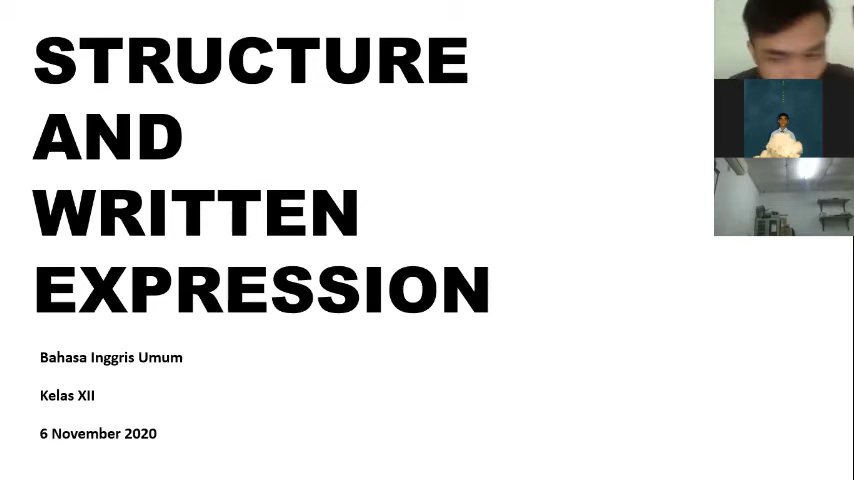 STRUCTURE
AND
WRITTEN
EXPRESSION
Bahasa Inggris Umum
Kelas XII
6 November 2020